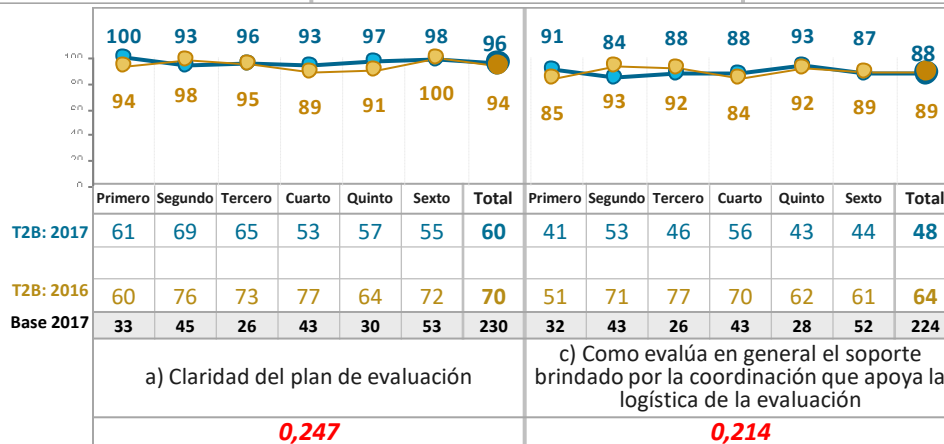 100 93 96 93 97 98 96 91 84 88 88 93 87 88
100
80
60
40
20
0
94 98 95 89 91 100 94 85 93 92 84 92 89 89
Primero Segundo Tercero Cuarto Quinto Sexto Total Primero Segundo Tercero Cuarto Quinto Sexto Total
T2B: 2017 61 69 65 53 57 55 60 41 53 46 56 43 44 48
T2B: 2016 60 76 73 77 64 72 70 51 71 77 70 62 61 64
Base 2017 33 45 26 43 30 53 230 32 43 26 43 28 52 224
a) Claridad del plan de evaluación
c) Como evalúa en general el soporte
brindado por la coordinación que apoya la
logística de la evaluación
0,247 0,214